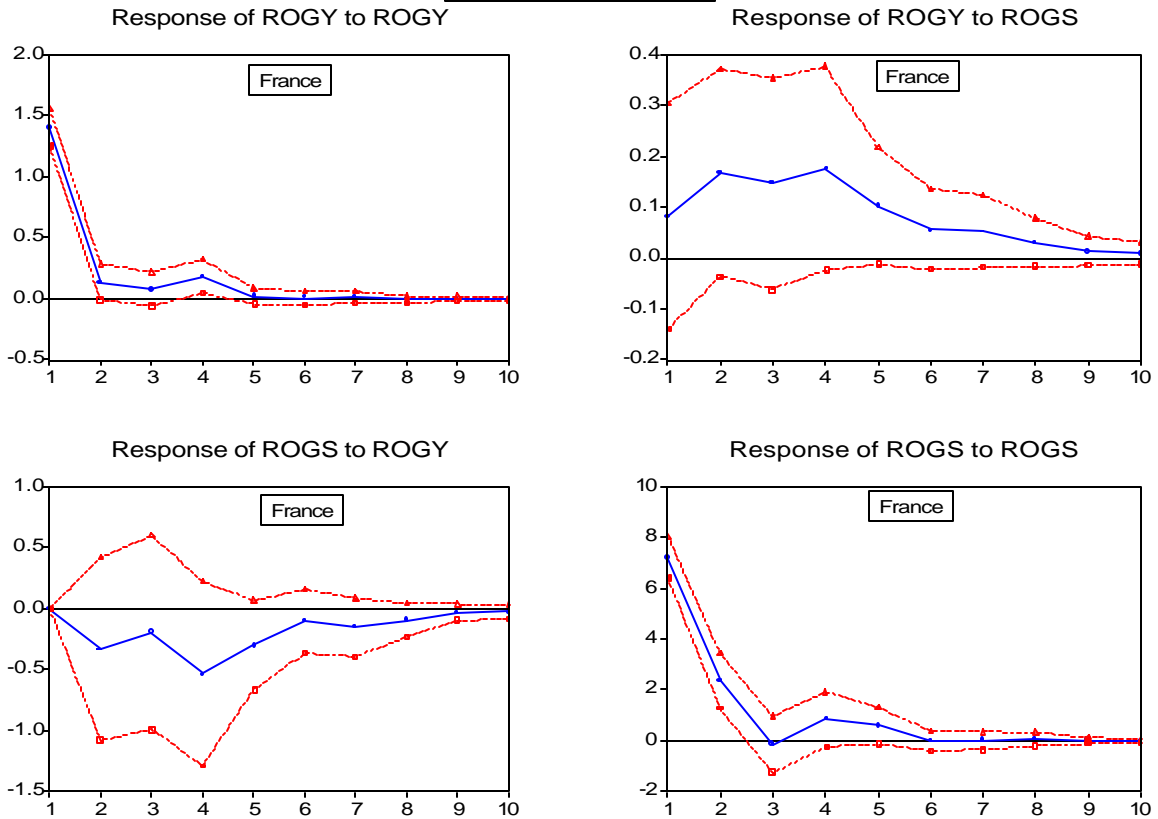 Response of ROGY to ROGY
France
2.0
1.5
1.0
0.5
0.0
-0.5
1 2 3 4 5 6 7 8 9 10
Response of ROGY to ROGS
France
0.4
0.3
0.2
0.1
0.0
-0.1
-0.2
1 2 3 4 5 6 7 8 9 10
Response of ROGS to ROGY
France
1.0
0.5
0.0
-0.5
-1.0
-1.5
1 2 3 4 5 6 7 8 9 10
Response of ROGS to ROGS
France
10
8
6
4
2
0
-2
1 2 3 4 5 6 7 8 9 10